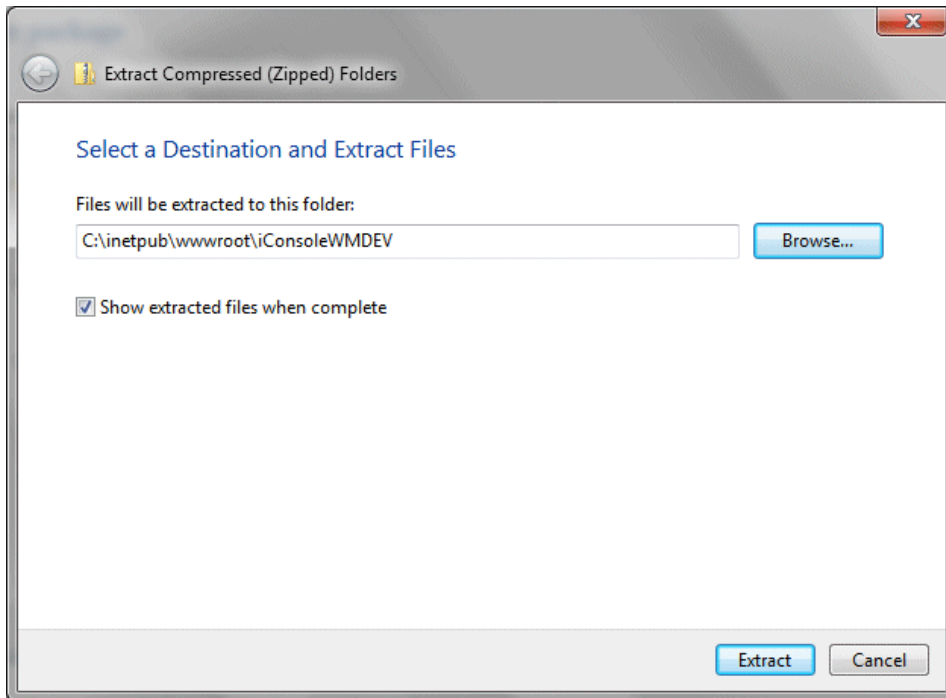 package
Extract Compressed (Zipped) Folders
Select a Destination and Extract Files
Files will be extracted to this folder:
C:\inetpub\wwwroot\iConsoleWMDEV
Browse...
Show extracted files when complete
Extract
Cancel